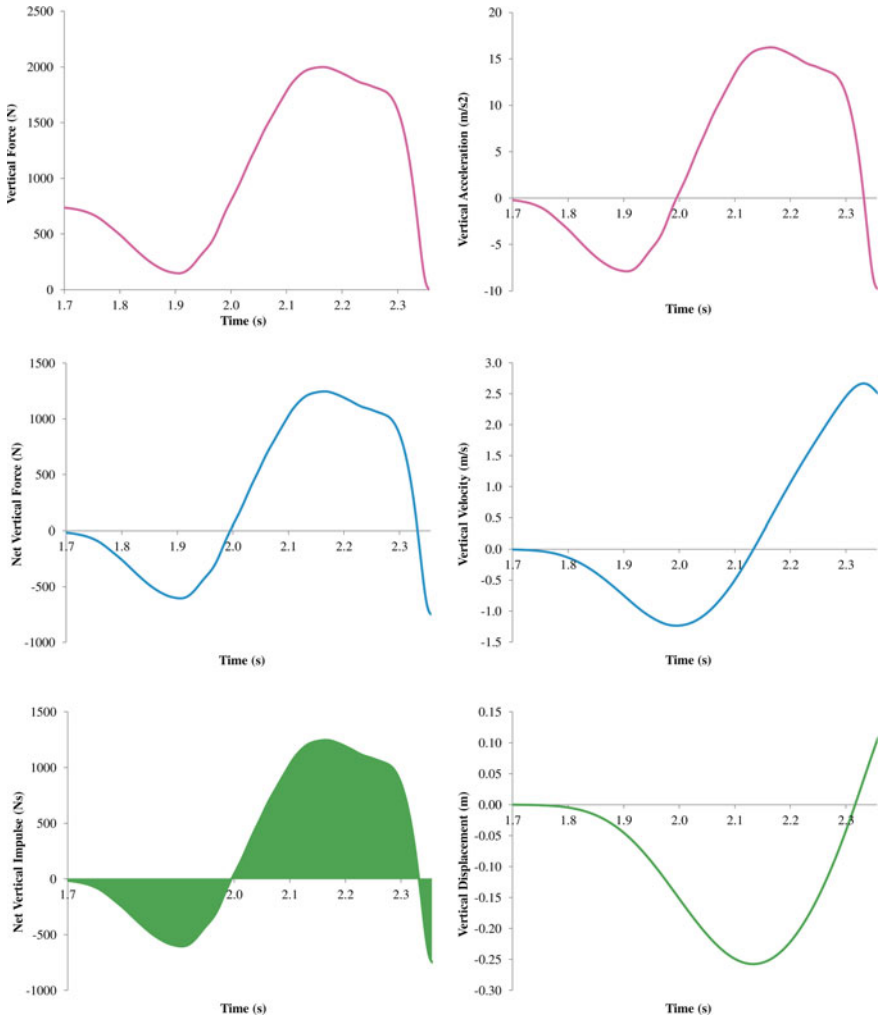 2500
2000
1500
1000
500
0
1.7 1.8 1.9 2.0 2.1 2.2 2.3
Vertical Force (N)
Time (s)
20
15
10
5
0
-5
-10
1.7 1.8 1.9 2.0 2.1 2.2 2.3
Vertical Acceleration (m/s2)
Time (s)
1500
1000
500
0
-500
-1000
1.7 1.8 1.9 2.0 2.1 2.2 2.3
Net Vertical Force (N)
Time (s)
3.0
2.5
2.0
1.5
1.0
0.5
0.0
-0.5
-1.0
-1.5
1.7 1.8 1.9 2.0 2.1 2.2 2.3
Vertical Velocity (m/s)
Time (s)
1500
1000
500
0
-500
-1000
1.7 1.8 1.9 2.0 2.1 2.2 2.3
Net Vertical Impulse (Ns)
Time (s)
0.15
0.10
0.05
0.00
-0.05
-0.10
-0.15
-0.20
-0.25
-0.30
1.7 1.8 1.9 2.0 2.1 2.2 2.3
Vertical Displacement (m)
Time (s)